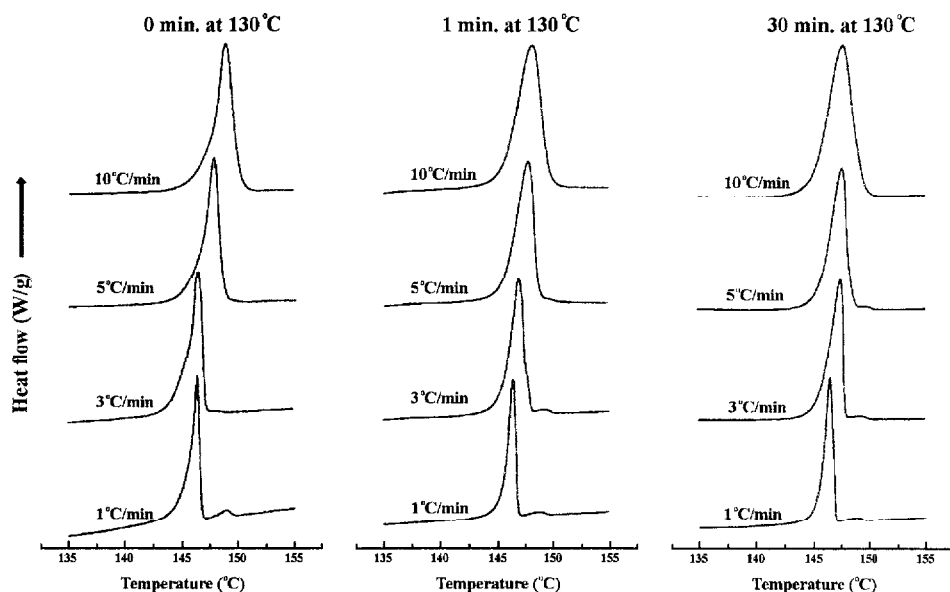 0 min. at 130°C
1 min. at 130°C
30 min. at 130°C
Heat flow (W/g)
10°C/min
5°C/min
3°C/min
1°C/min
10°C/min
5°C/min
3°C/min
1°C/min
10°C/min
5°C/min
3°C/min
1°C/min
135 140 145 150 155
135 140 145 150 155
135 140 145 150 155
Temperature (°C)
Temperature (°C)
Temperature (°C)